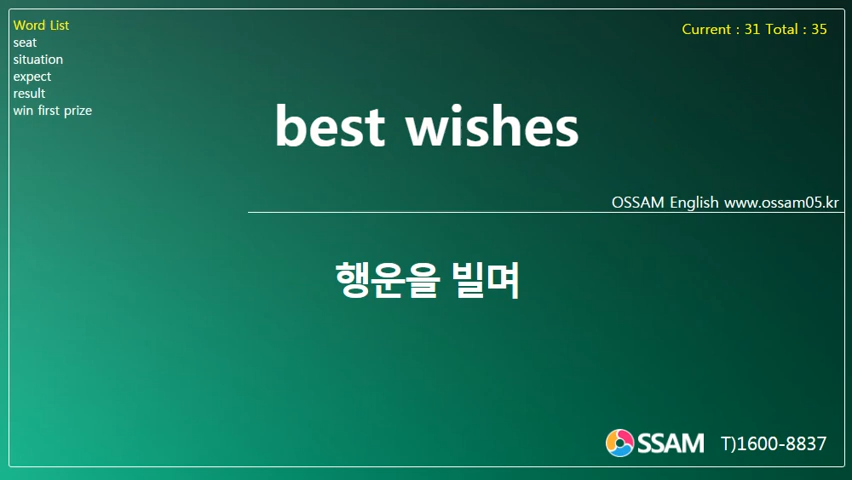 Word List
seat
situation
expect
result
win first prize
Current : 31 Total : 35
best wishes
OSSAM English www.ossam05.kr
행운을 빌며
OSSAM T)1600-8837